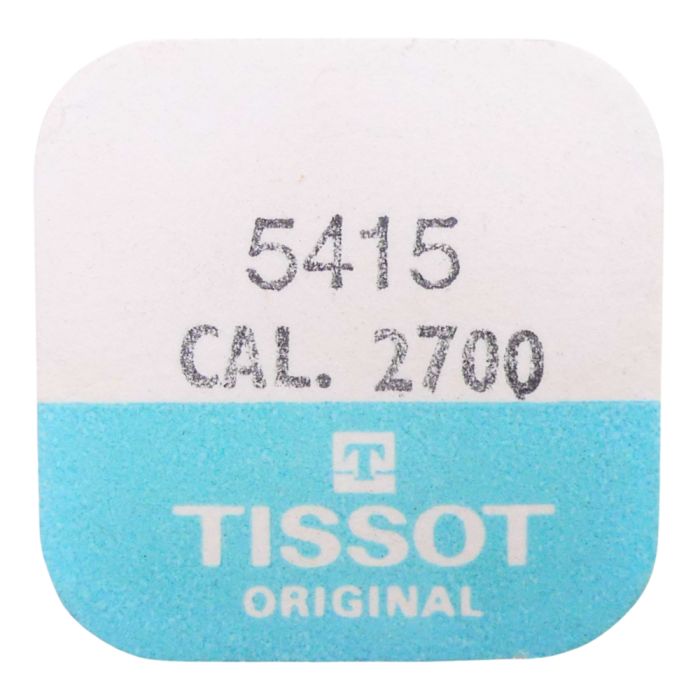 5415
CAL. 2700
T
TISSOT
ORIGINAL